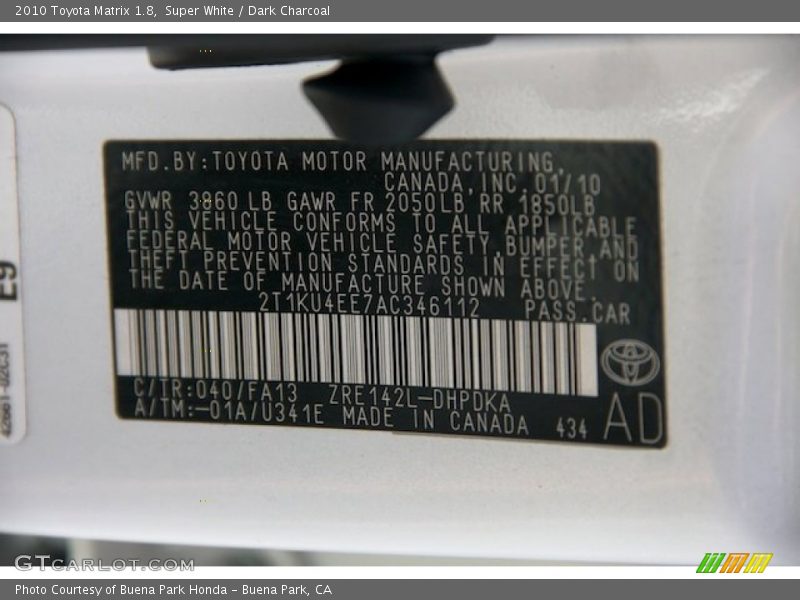 2010 Toyota Matrix 1.8, Super White / Dark Charcoal
MFD.BY:TOYOTA MOTOR MANUFACTURING,
CANADA,INC.01/10
GVWR 3860 LB GAWR FR 2050LB RR 1850LB
THIS VEHICLE CONFORMS TO ALL APPLICABLE
FEDERAL MOTOR VEHICLE SAFETY,BUMPER AND
THEFT PREVENTION STANDARDS IN EFFECT ON
THE DATE OF MANUFACTURE SHOWN ABOVE.
2T1KU4EE7AC346112 PASS.CAR
C/TR:040/FA13 ZRE142L-DHPDKA
A/TM:-01A/U341E MADE IN CANADA 434 AD
E9
42661-02C31
GTCARLOT.COM
Photo Courtesy of Buena Park Honda - Buena Park, CA